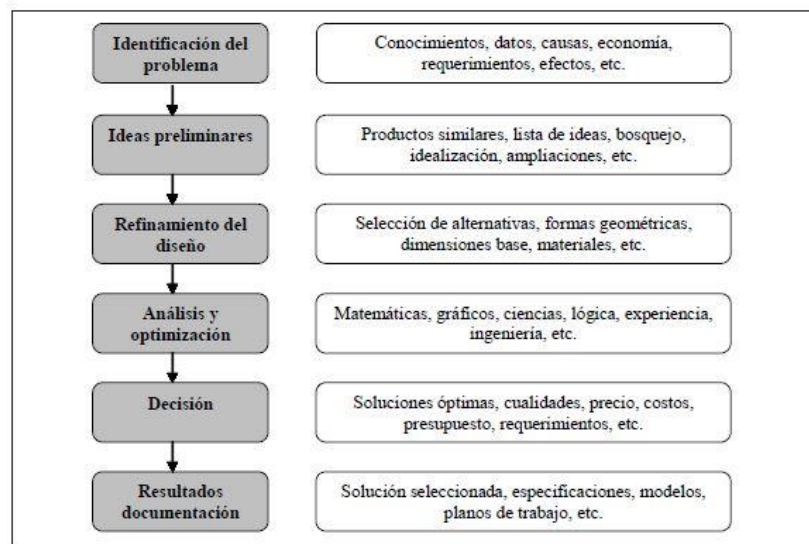 Identificación del
problema
Conocimientos, datos, causas, economía,
requerimientos, efectos, etc.
Ideas preliminares
Productos similares, lista de ideas, bosquejo,
idealización, ampliaciones, etc.
Refinamiento del
diseño
Selección de alternativas, formas geométricas,
dimensiones base, materiales, etc.
Análisis y
optimización
Matemáticas, gráficos, ciencias, lógica, experiencia,
ingeniería, etc.
Decisión
Soluciones óptimas, cualidades, precio, costos,
presupuesto, requerimientos, etc.
Resultados
documentación
Solución seleccionada, especificaciones, modelos,
planos de trabajo, etc.